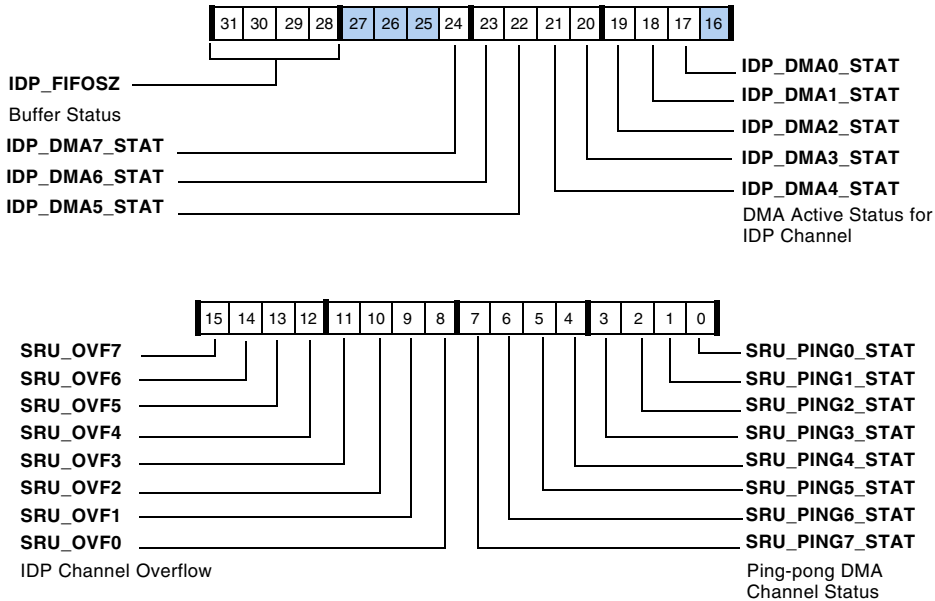 31 30 29 28 27 26 25 24 23 22 21 20 19 18 17 16
IDP_FIFOSZ
Buffer Status
IDP_DMA7_STAT
IDP_DMA6_STAT
IDP_DMA5_STAT
IDP_DMA0_STAT
IDP_DMA1_STAT
IDP_DMA2_STAT
IDP_DMA3_STAT
IDP_DMA4_STAT
DMA Active Status for
IDP Channel
15 14 13 12 11 10 9 8 7 6 5 4 3 2 1 0
SRU_OVF7
SRU_OVF6
SRU_OVF5
SRU_OVF4
SRU_OVF3
SRU_OVF2
SRU_OVF1
SRU_OVF0
IDP Channel Overflow
SRU_PING0_STAT
SRU_PING1_STAT
SRU_PING2_STAT
SRU_PING3_STAT
SRU_PING4_STAT
SRU_PING5_STAT
SRU_PING6_STAT
SRU_PING7_STAT
Ping-pong DMA
Channel Status